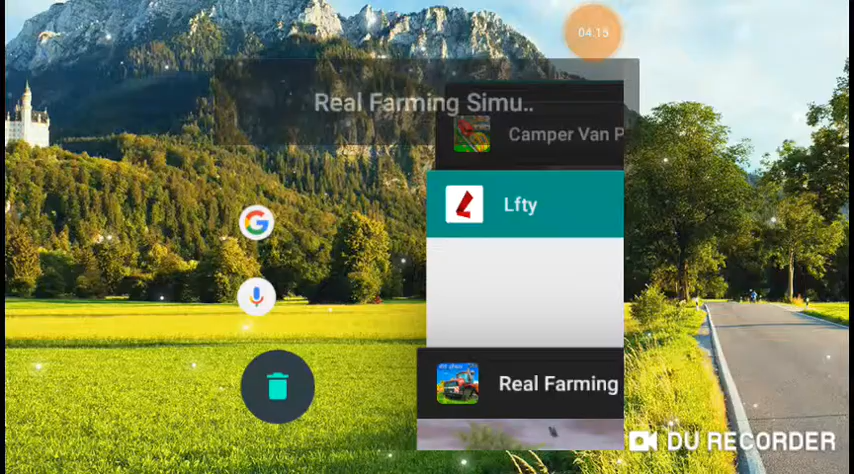 04:15
Real Farming Simu..
Camper Van P
Lfty
Real Farming
DU RECORDER